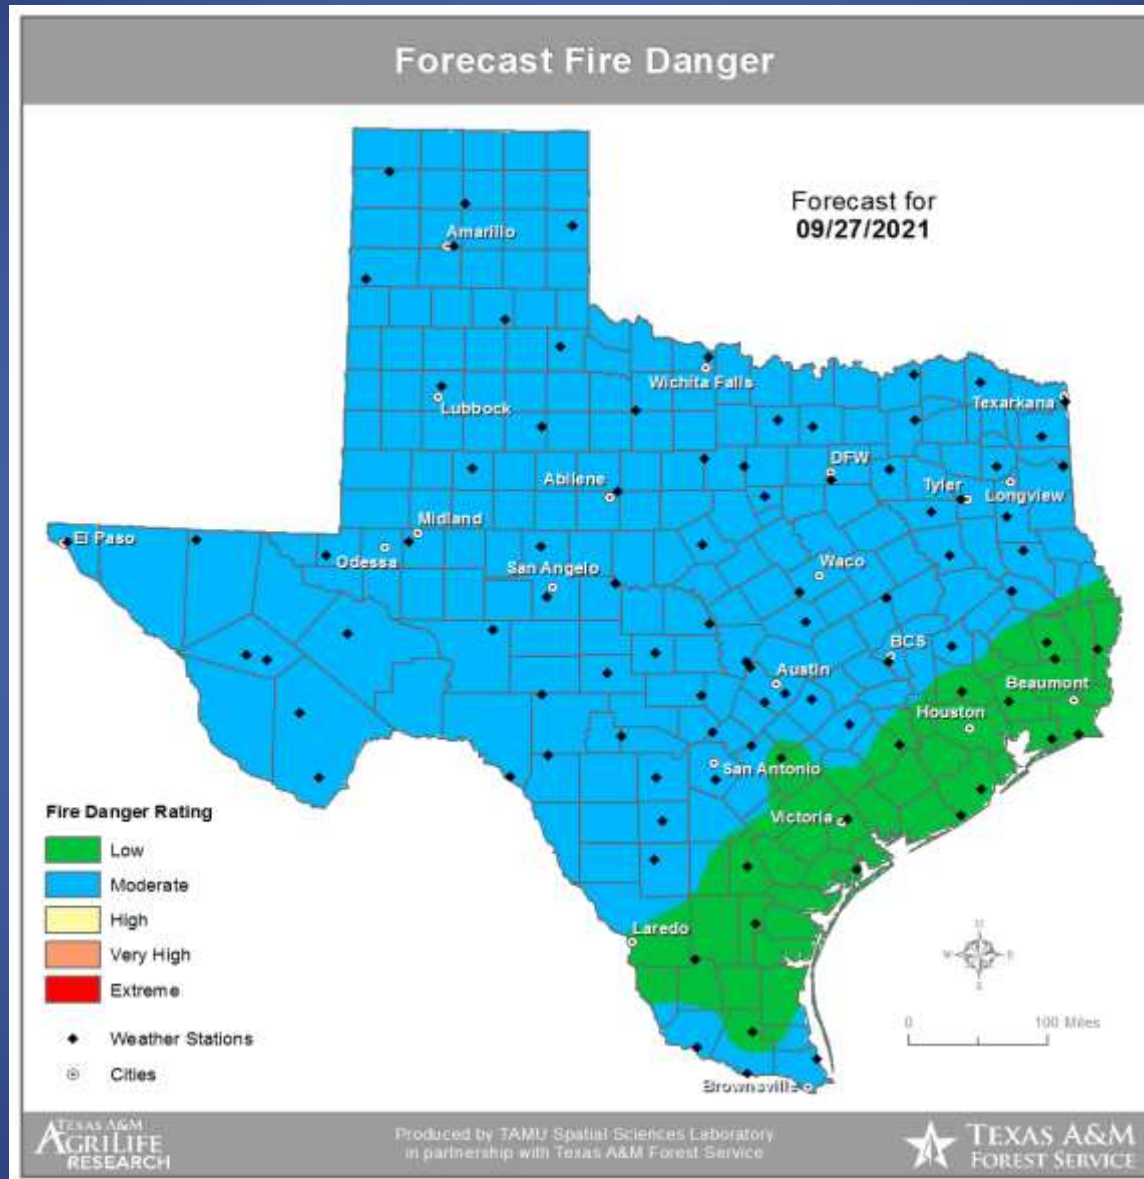 Forecast Fire Danger
Forecast for
09/27/2021
Amarillo
Wichita Falls
Lubbock
Texarkana
DFW
Abilene
Tyler
Longview
Midland
El Paso
Odessa
San Angelo
Waco
BCS
Austin
Beaumont
Houston
San Antonio
Victoria
Laredo
Brownsville
Fire Danger Rating
Low
Moderate
High
Very High
Extreme
Weather Stations
Cities
N
W
E
S
0 100 Miles
TEXAS A&M
AGRILIFE
RESEARCH
Produced by TAMU Spatial Sciences Laboratory
in partnership with Texas A&M Forest Service
TEXAS A&M
FOREST SERVICE